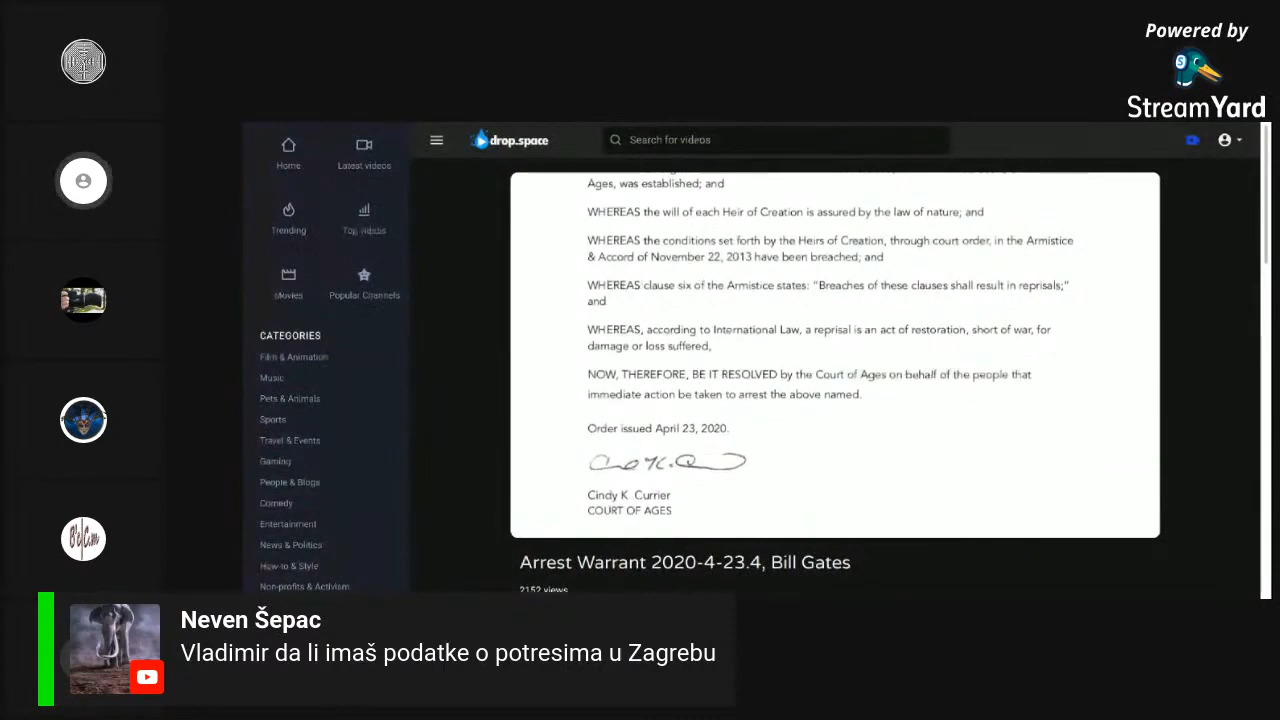 Powered by
StreamYard
Home
Latest videos
Trending
Top videos
Movies
Popular Channels
CATEGORIES
Film & Animation
Music
Pets & Animals
Sports
Travel & Events
Gaming
People & Blogs
Comedy
Entertainment
News & Politics
How-to & Style
Non-profits & Activism
drop.space
Search for videos
Ages, was established; and
WHEREAS the will of each Heir of Creation is assured by the law of nature; and
WHEREAS the conditions set forth by the Heirs of Creation, through court order, in the Armistice
& Accord of November 22, 2013 have been breached; and
WHEREAS clause six of the Armistice states: “Breaches of these clauses shall result in reprisals;”
and
WHEREAS, according to International Law, a reprisal is an act of restoration, short of war, for
damage or loss suffered,
NOW, THEREFORE, BE IT RESOLVED by the Court of Ages on behalf of the people that
immediate action be taken to arrest the above named.
Order issued April 23, 2020.
Cindy K. Currier
COURT OF AGES
Arrest Warrant 2020-4-23.4, Bill Gates
2152 views
Neven Šepac
Vladimir da li imaš podatke o potresima u Zagrebu